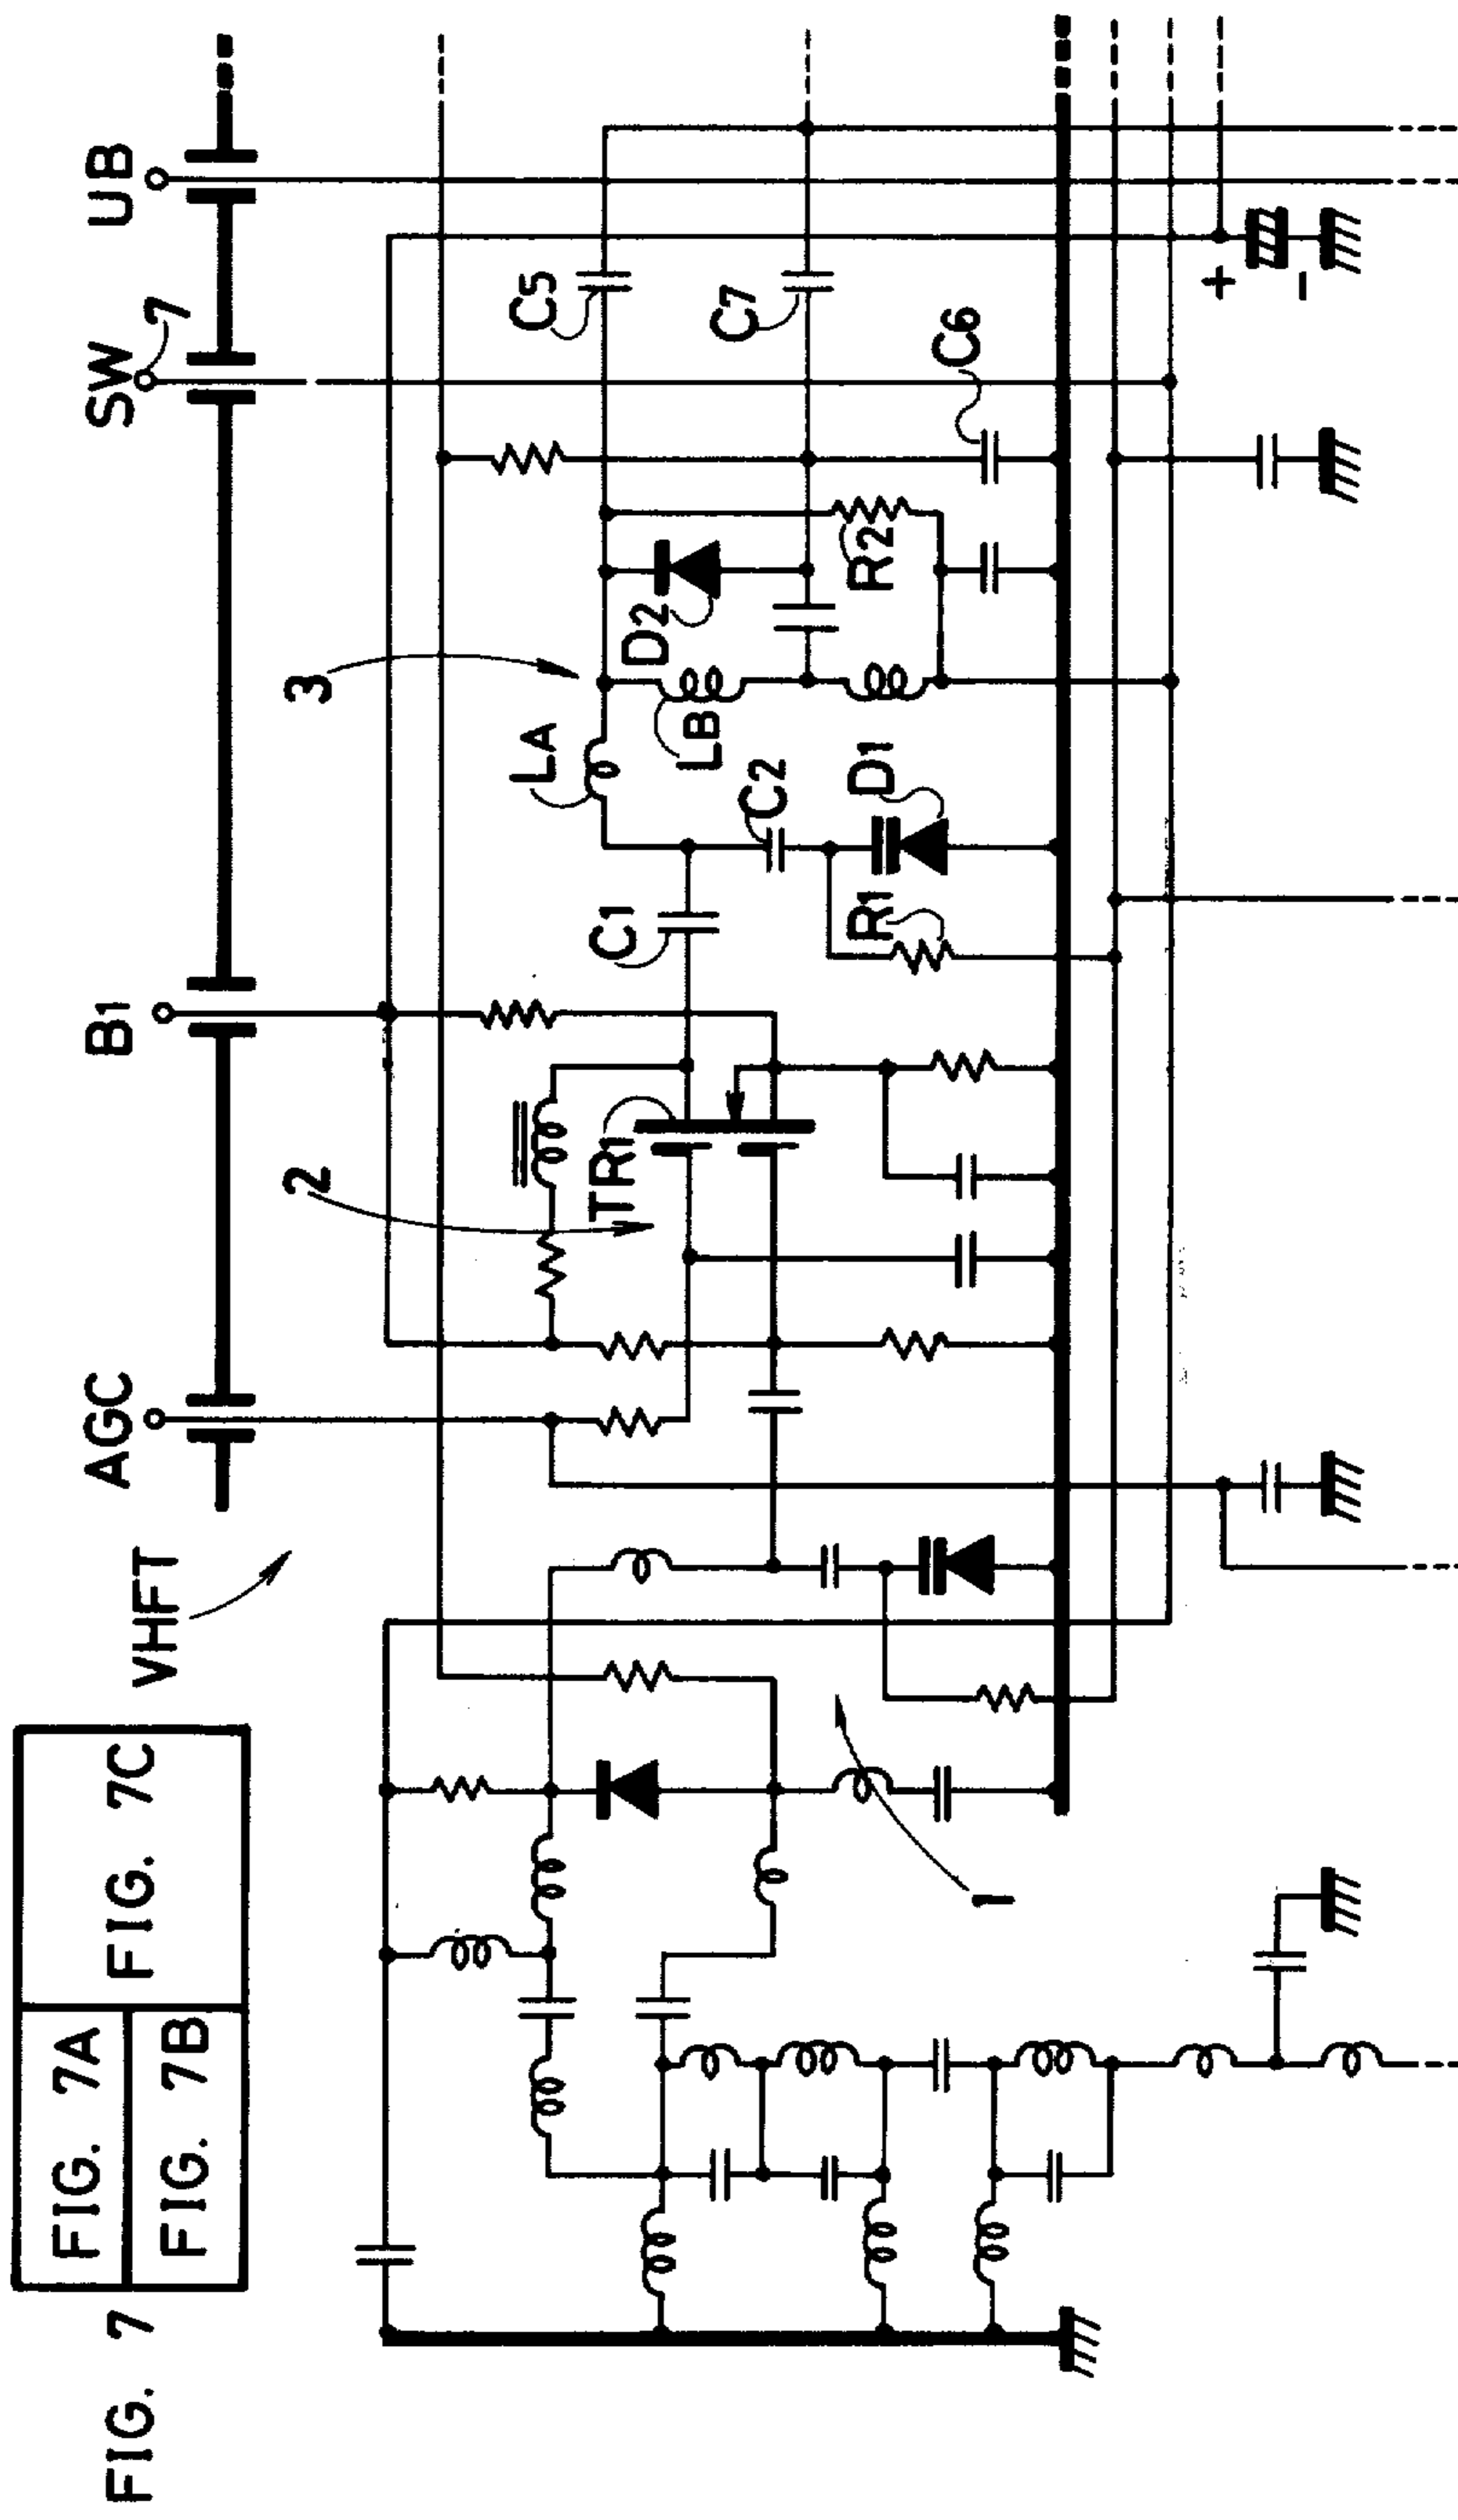 FIG. 7
FIG. 7A
FIG. 7B
FIG. 7C
VHFT
AGC
B1
SW
7
UB
2
3
TR1
C1
LA
LB
C2
D1
R1
D2
R2
C5
C7
C6
+
-
1